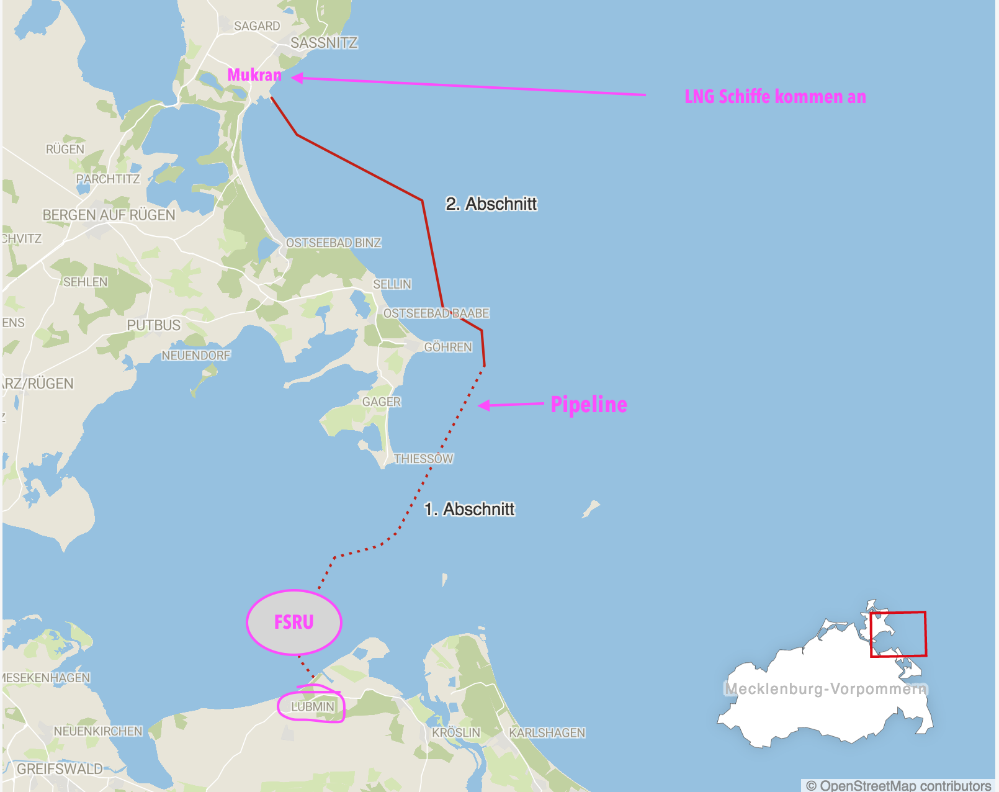 SAGARD
SASSNITZ
Mukran
LNG Schiffe kommen an
RÜGEN
PARCHTITZ
2. Abschnitt
BERGEN AUF RÜGEN
CHVITZ
OSTSEEBAD BINZ
SEHLEN
SELLIN
OSTSEEBAD BAABE
ENS
PUTBUS
GÖHREN
NEUENDORF
ARZ/RÜGEN
GAGER
Pipeline
Z
THIESSOW
1. Abschnitt
FSRU
MESEKENHAGEN
Mecklenburg-Vorpommern
LUBMIN
NEUENKIRCHEN
KRÖSLIN
KARLSHAGEN
GREIFSWALD
© OpenStreetMap contributors